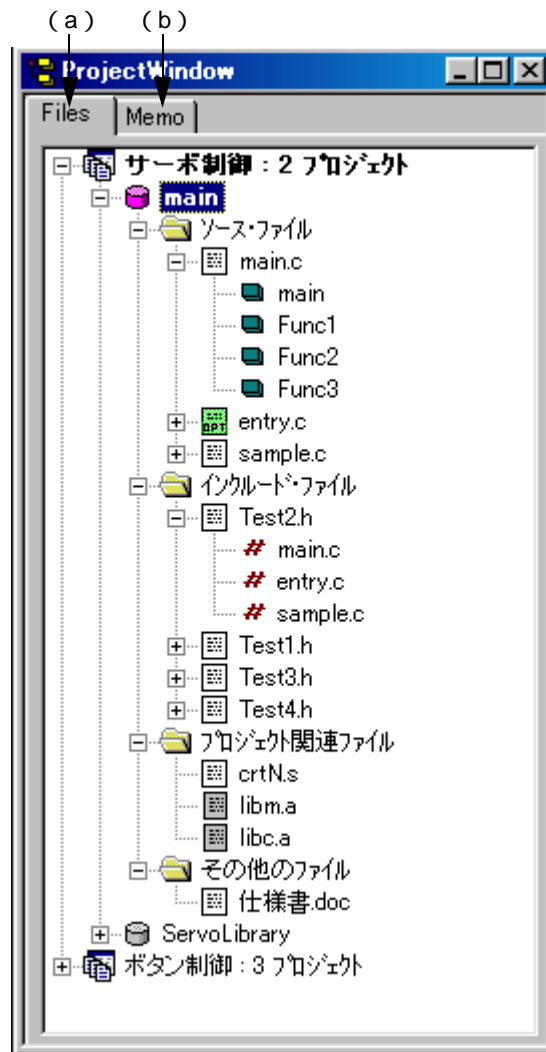 (a) (b)
ProjectWindow
Files Memo
サーボ制御 : 2 プロジェクト
main
ソース・ファイル
main.c
main
Func1
Func2
Func3
entry.c
sample.c
インクルード・ファイル
Test2.h
# main.c
# entry.c
# sample.c
Test1.h
Test3.h
Test4.h
プロジェクト関連ファイル
crtN.s
libm.a
libc.a
その他のファイル
仕様書.doc
ServoLibrary
ボタン制御 : 3 プロジェクト